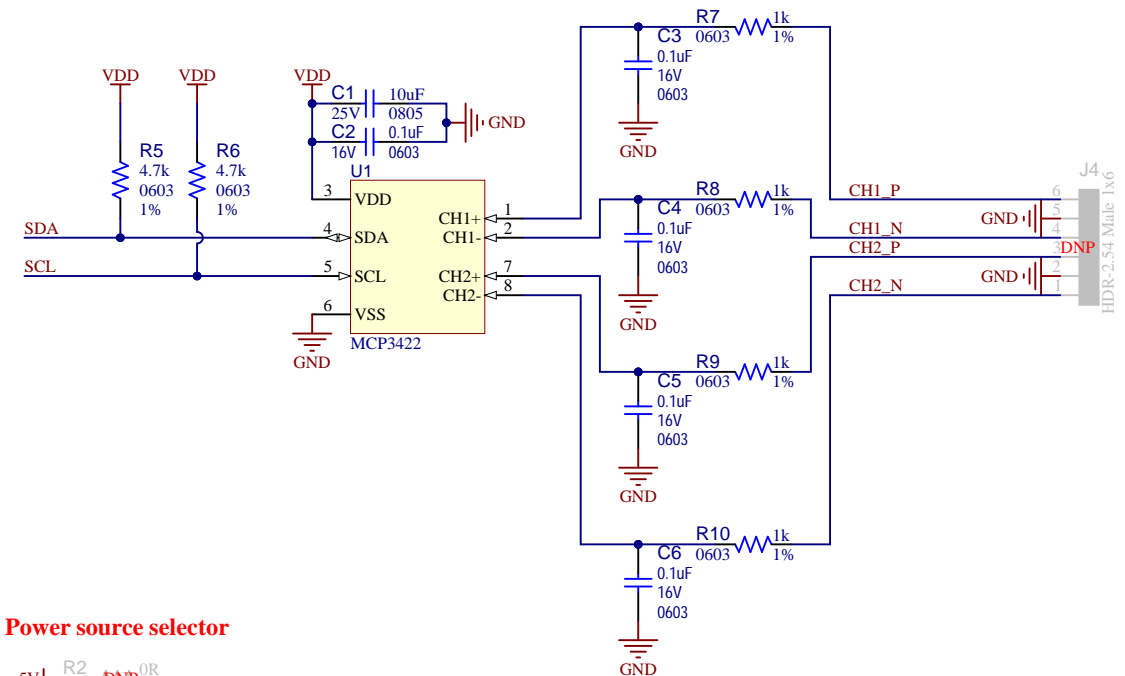 VDD
VDD
VDD
R5
4.7k
0603
1%
R6
4.7k
0603
1%
C1
10uF
25V
0805
C2
0.1uF
16V
0603
GND
SDA
SCL
U1
3
VDD
4
SDA
5
SCL
6
VSS
CH1+
1
CH1-
2
CH2+
7
CH2-
8
MCP3422
GND
R7
1k
0603
1%
C3
0.1uF
16V
0603
GND
R8
1k
0603
1%
C4
0.1uF
16V
0603
GND
R9
1k
0603
1%
C5
0.1uF
16V
0603
GND
R10
1k
0603
1%
C6
0.1uF
16V
0603
GND
J4
CH1_P
6
GND
5
CH1_N
4
CH2_P
3
DNP
GND
2
CH2_N
1
HDR-2.54 Male 1x6
Power source selector
5V
R2
DNP
0R